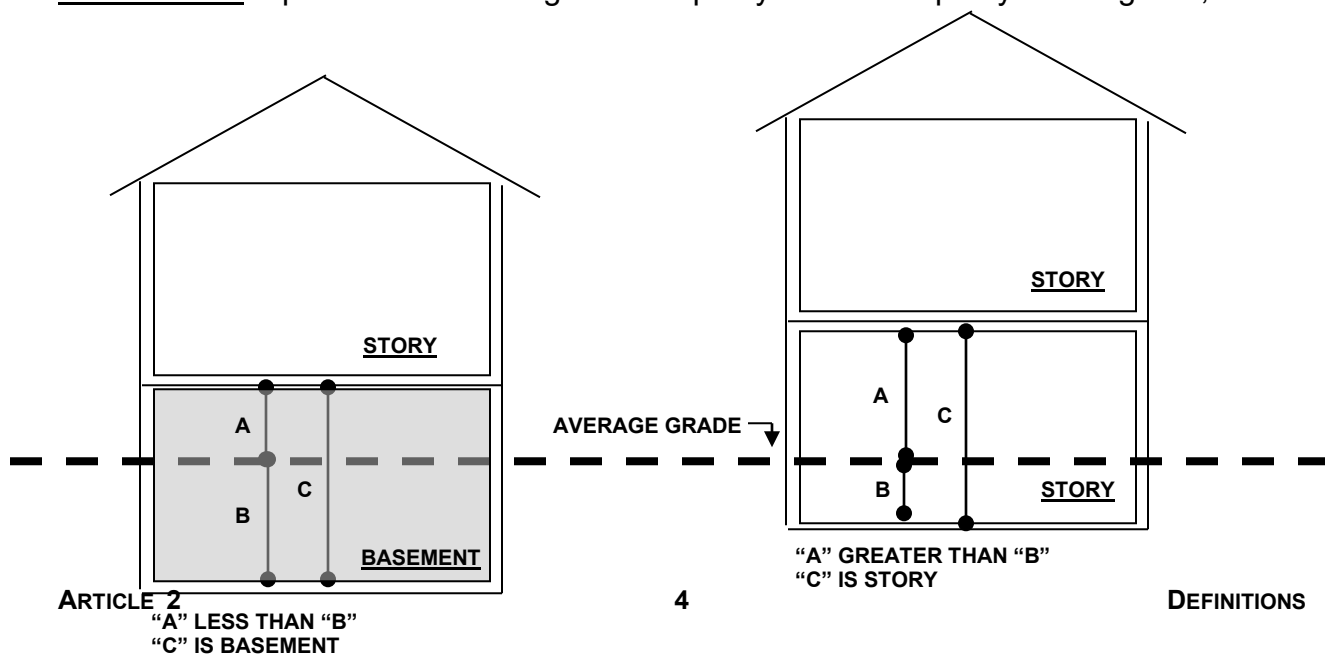 STORY
STORY
A
A
C
AVERAGE GRADE
C
B
STORY
B
BASEMENT
"A" GREATER THAN "B"
"C" IS STORY
ARTICLE 2 4 DEFINITIONS
"A" LESS THAN "B"
"C" IS BASEMENT